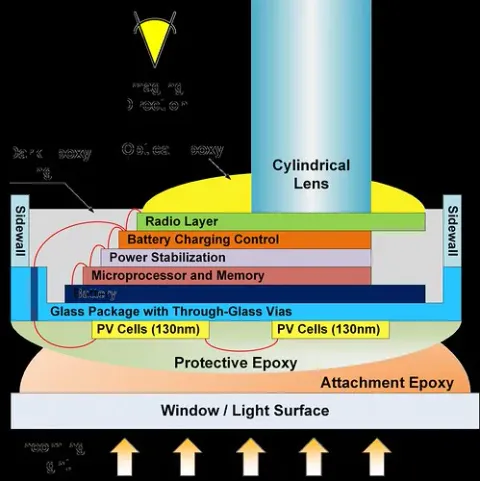 Imaging
Direction
Dark Epoxy
Optical Epoxy
Cylindrical
Lens
Sidewall
Sidewall
Radio Layer
Battery Charging Control
Power Stabilization
Microprocessor and Memory
Battery
Glass Package with Through-Glass Vias
PV Cells (130nm)
PV Cells (130nm)
Protective Epoxy
Attachment Epoxy
Window / Light Surface
Incoming
Light